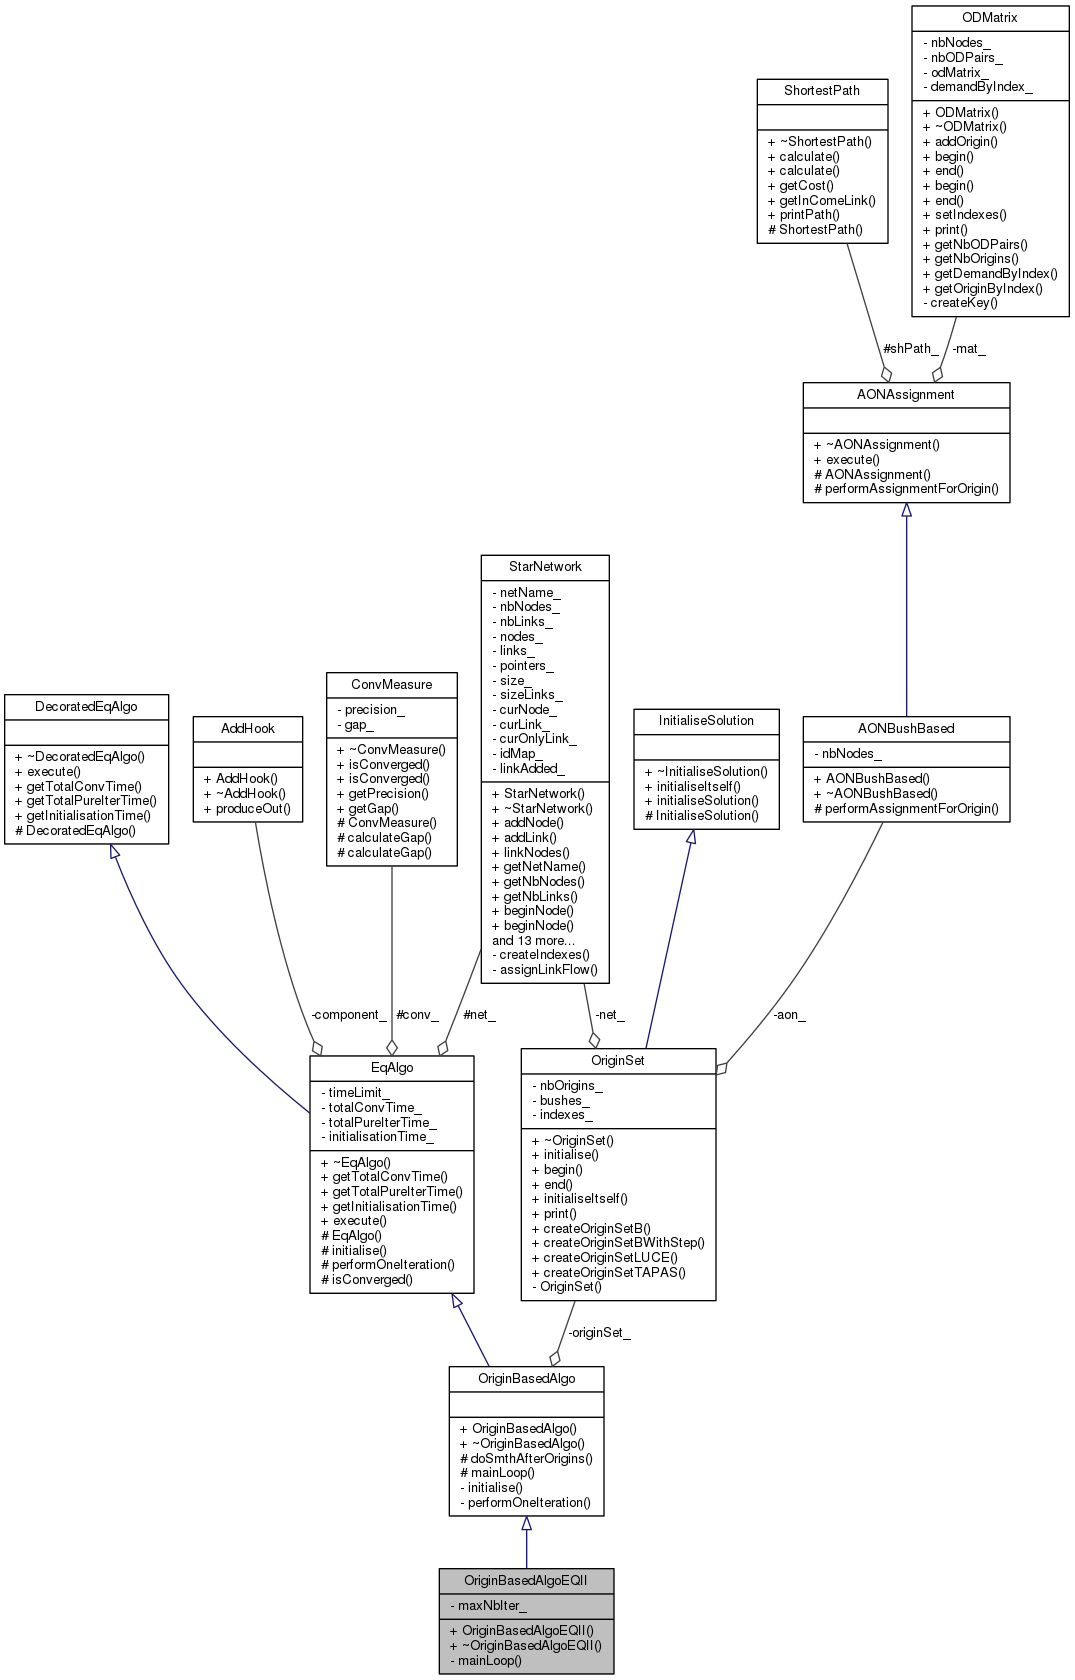 ODMatrix
- nbNodes_
- nbODPairs_
- odMatrix_
- demandByIndex_
+ ODMatrix()
+ ~ODMatrix()
+ addOrigin()
+ begin()
+ end()
+ begin()
+ end()
+ setIndexes()
+ print()
+ getNbODPairs()
+ getNbOrigins()
+ getDemandByIndex()
+ getOriginByIndex()
- createKey()
ShortestPath
+ ~ShortestPath()
+ calculate()
+ calculate()
+ getCost()
+ getInComeLink()
+ printPath()
# ShortestPath()
#shPath_
-mat_
AONAssignment
+ ~AONAssignment()
+ execute()
# AONAssignment()
# performAssignmentForOrigin()
StarNetwork
- netName_
- nbNodes_
- nbLinks_
- nodes_
- links_
- pointers_
- size_
- sizeLinks_
- curNode_
- curLink_
- curOnlyLink_
- idMap_
- linkAdded_
+ StarNetwork()
+ ~StarNetwork()
+ addNode()
+ addLink()
+ linkNodes()
+ getNetName()
+ getNbNodes()
+ getNbLinks()
+ beginNode()
+ beginNode()
and 13 more...
- createIndexes()
- assignLinkFlow()
ConvMeasure
- precision_
- gap_
+ ~ConvMeasure()
+ isConverged()
+ isConverged()
+ getPrecision()
+ getGap()
# ConvMeasure()
# calculateGap()
# calculateGap()
DecoratedEqAlgo
+ ~DecoratedEqAlgo()
+ execute()
+ getTotalConvTime()
+ getTotalPureIterTime()
+ getInitialisationTime()
# DecoratedEqAlgo()
AddHook
+ AddHook()
+ ~AddHook()
+ produceOut()
InitialiseSolution
+ ~InitialiseSolution()
+ initialiseItself()
+ initialiseSolution()
# InitialiseSolution()
AONBushBased
- nbNodes_
+ AONBushBased()
+ ~AONBushBased()
# performAssignmentForOrigin()
-component_
#conv_
#net_
-net_
-aon_
EqAlgo
- timeLimit_
- totalConvTime_
- totalPureIterTime_
- initialisationTime_
+ ~EqAlgo()
+ getTotalConvTime()
+ getTotalPureIterTime()
+ getInitialisationTime()
+ execute()
# EqAlgo()
# initialise()
# performOneIteration()
# isConverged()
OriginSet
- nbOrigins_
- bushes_
- indexes_
+ ~OriginSet()
+ initialise()
+ begin()
+ end()
+ initialiseItself()
+ print()
+ createOriginSetB()
+ createOriginSetBWithStep()
+ createOriginSetLUCE()
+ createOriginSetTAPAS()
- OriginSet()
-originSet_
OriginBasedAlgo
+ OriginBasedAlgo()
+ ~OriginBasedAlgo()
# doSmthAfterOrigins()
# mainLoop()
- initialise()
- performOneIteration()
OriginBasedAlgoEQII
- maxNbIter_
+ OriginBasedAlgoEQII()
+ ~OriginBasedAlgoEQII()
- mainLoop()